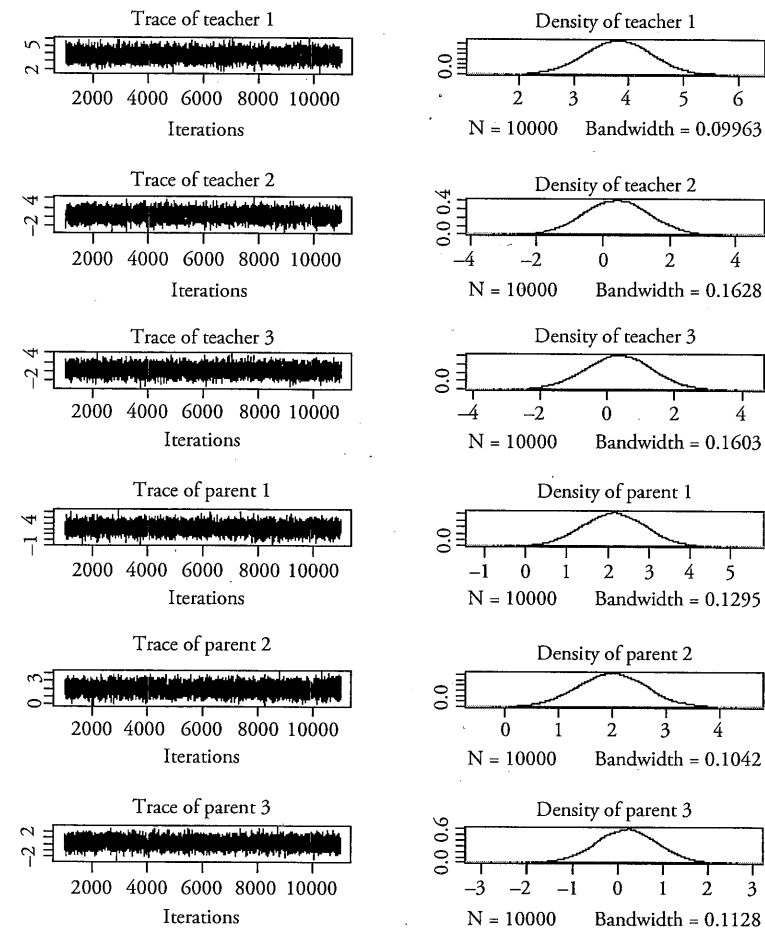 Trace of teacher 1
5
2
2000 4000 6000 8000 10000
Iterations
Density of teacher 1
0.0
2 3 4 5 6
N = 10000 Bandwidth = 0.09963
Trace of teacher 2
4
−2
2000 4000 6000 8000 10000
Iterations
Density of teacher 2
0.4
0.0
−4 −2 0 2 4
N = 10000 Bandwidth = 0.1628
Trace of teacher 3
4
−2
2000 4000 6000 8000 10000
Iterations
Density of teacher 3
0.0
−4 −2 0 2 4
N = 10000 Bandwidth = 0.1603
Trace of parent 1
4
−1
2000 4000 6000 8000 10000
Iterations
Density of parent 1
0.0
−1 0 1 2 3 4 5
N = 10000 Bandwidth = 0.1295
Trace of parent 2
3
0
2000 4000 6000 8000 10000
Iterations
Density of parent 2
0.0
0 1 2 3 4
N = 10000 Bandwidth = 0.1042
Trace of parent 3
2
−2
2000 4000 6000 8000 10000
Iterations
Density of parent 3
0.6
0.0
−3 −2 −1 0 1 2 3
N = 10000 Bandwidth = 0.1128